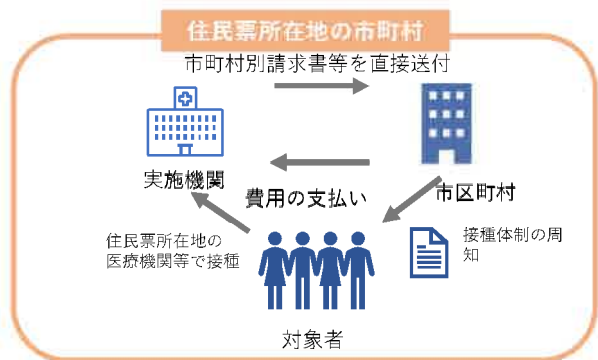 住民票所在地の市町村
市町村別請求書等を直接送付
実施機関
市区町村
費用の支払い
住民票所在地の
医療機関等で接種
接種体制の周
知
対象者